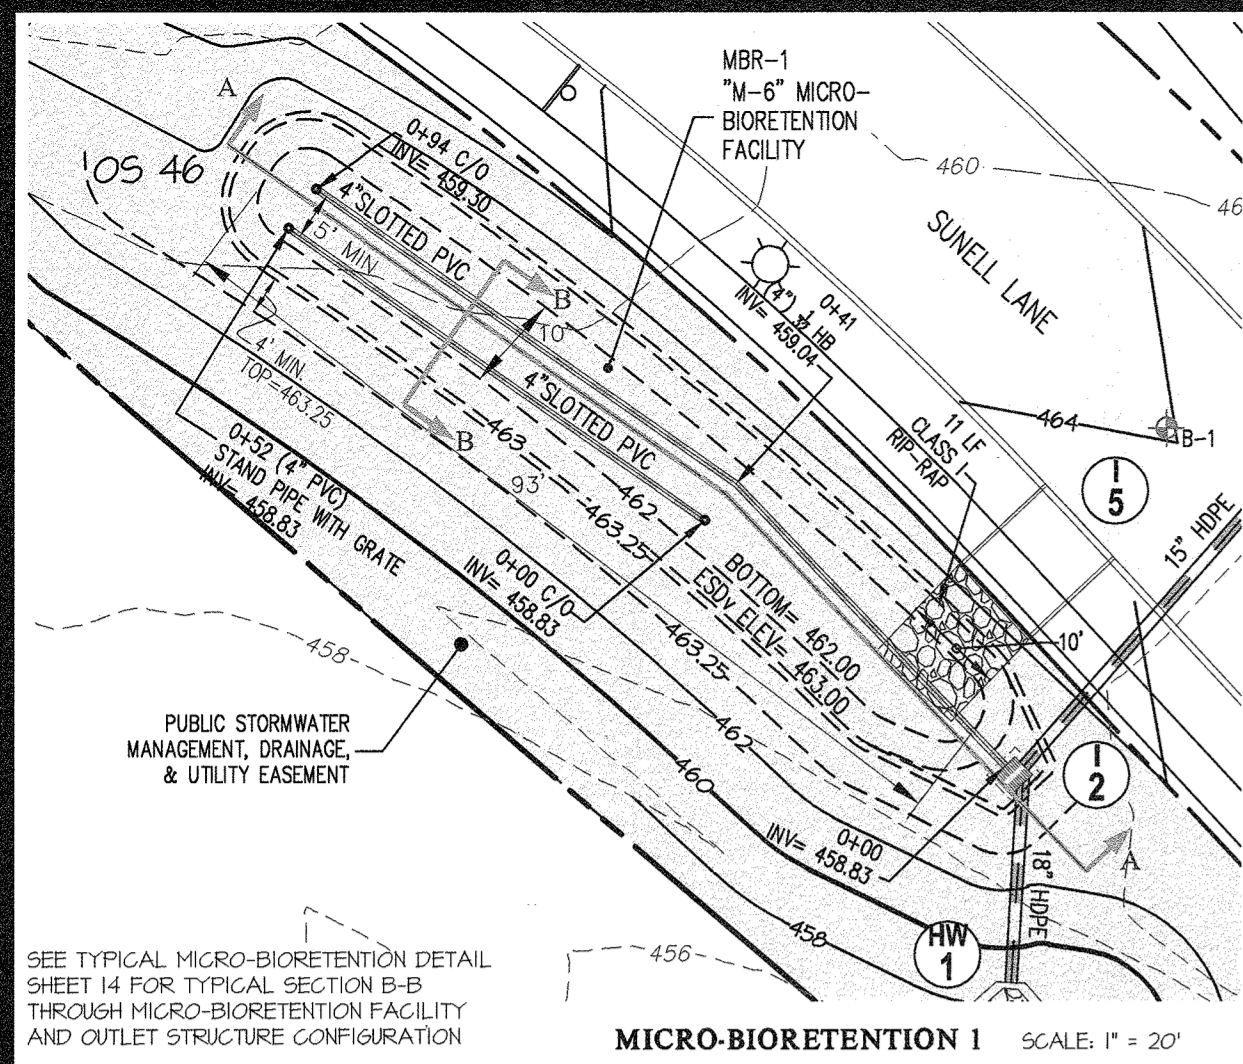 MBR-1
"M-6" MICRO-
BIORETENTION
FACILITY
A
OS 46
0+94 C/O
INV= 459.30
4" SLOTTED PVC
5' MIN
460
46
SUNELL LANE
B
10'
0+41
(4") 1/32 HB
INV= 459.04
4' MIN
TOP=463.25
4" SLOTTED PVC
B
463
93'
462
463.25
464
B-1
11 LF
CLASS I
RIP-RAP
I
5
15" HDPE
0+52 (4" PVC)
STAND PIPE WITH GRATE
INV= 458.83
0+00 C/O
INV= 458.83
BOTTOM= 462.00
ESDv ELEV= 463.00
10'
458
463.25
462
460
PUBLIC STORMWATER
MANAGEMENT, DRAINAGE,
& UTILITY EASEMENT
I
2
0+00
INV= 458.83
A
18" HDPE
458
456
HW
1
SEE TYPICAL MICRO-BIORETENTION DETAIL
SHEET 14 FOR TYPICAL SECTION B-B
THROUGH MICRO-BIORETENTION FACILITY
AND OUTLET STRUCTURE CONFIGURATION
MICRO-BIORETENTION 1
SCALE: 1" = 20'